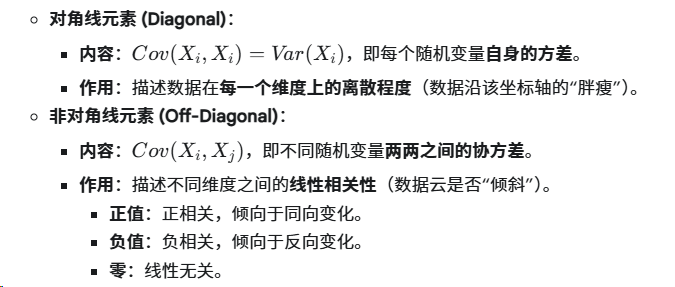 对角线元素 (Diagonal)：
内容：Cov(X_i, X_i) = Var(X_i)，即每个随机变量自身的方差。
作用：描述数据在每一个维度上的离散程度（数据沿该坐标轴的“胖瘦”）。
非对角线元素 (Off-Diagonal)：
内容：Cov(X_i, X_j)，即不同随机变量两两之间的协方差。
作用：描述不同维度之间的线性相关性（数据云是否“倾斜”）。
正值：正相关，倾向于同向变化。
负值：负相关，倾向于反向变化。
零：线性无关。